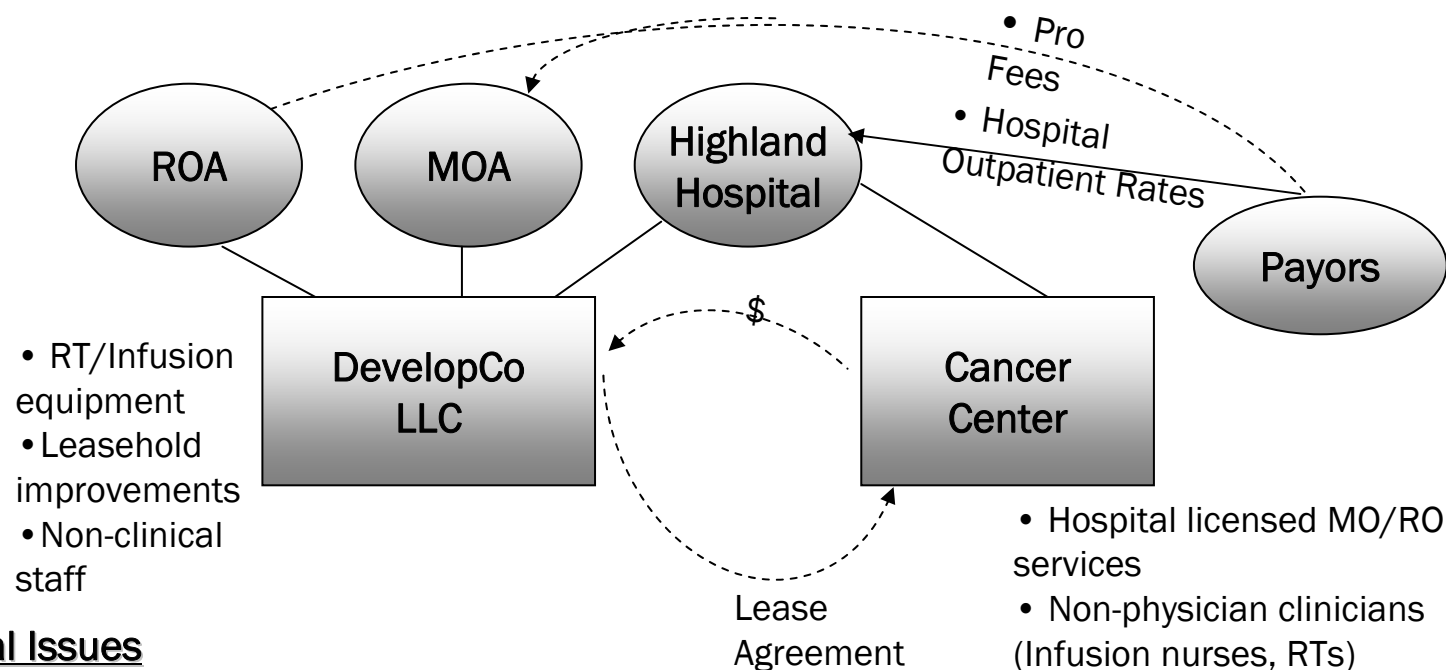 • Pro
Fees
• Hospital
Outpatient Rates
ROA
MOA
Highland
Hospital
Payors
$
DevelopCo
LLC
Cancer
Center
• RT/Infusion
equipment
•Leasehold
improvements
•Non-clinical
staff
Lease
Agreement
• Hospital licensed MO/RO
services
• Non-physician clinicians
(Infusion nurses, RTs)
al Issues